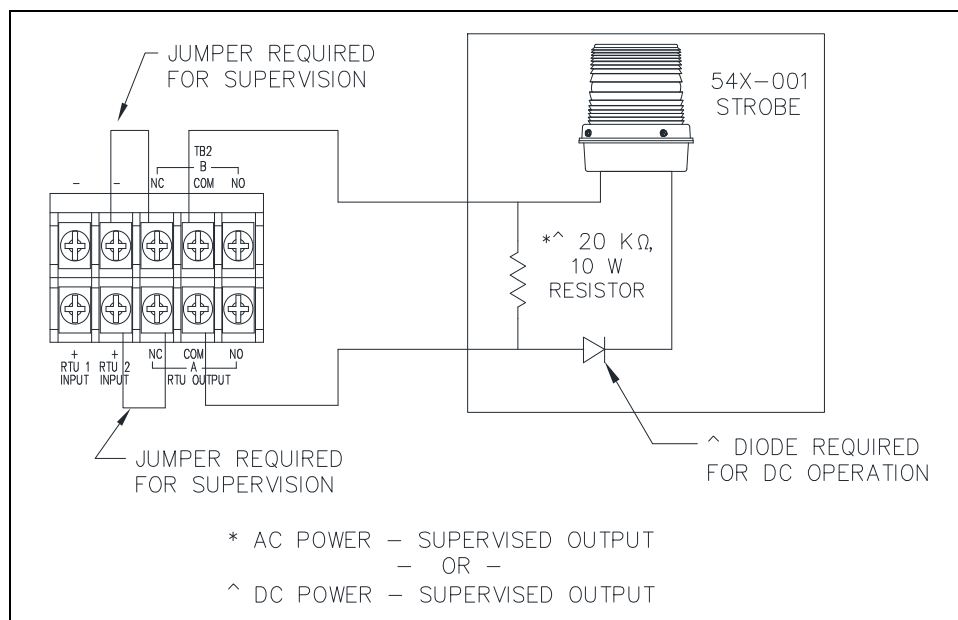 JUMPER REQUIRED
FOR SUPERVISION
54X-001
STROBE
TB2
B
- - NC COM NO
*^ 20 KΩ,
10 W
RESISTOR
+ + NC COM NO
RTU 1 RTU 2 A
INPUT INPUT RTU OUTPUT
^ DIODE REQUIRED
FOR DC OPERATION
JUMPER REQUIRED
FOR SUPERVISION
* AC POWER – SUPERVISED OUTPUT
– OR –
^ DC POWER – SUPERVISED OUTPUT